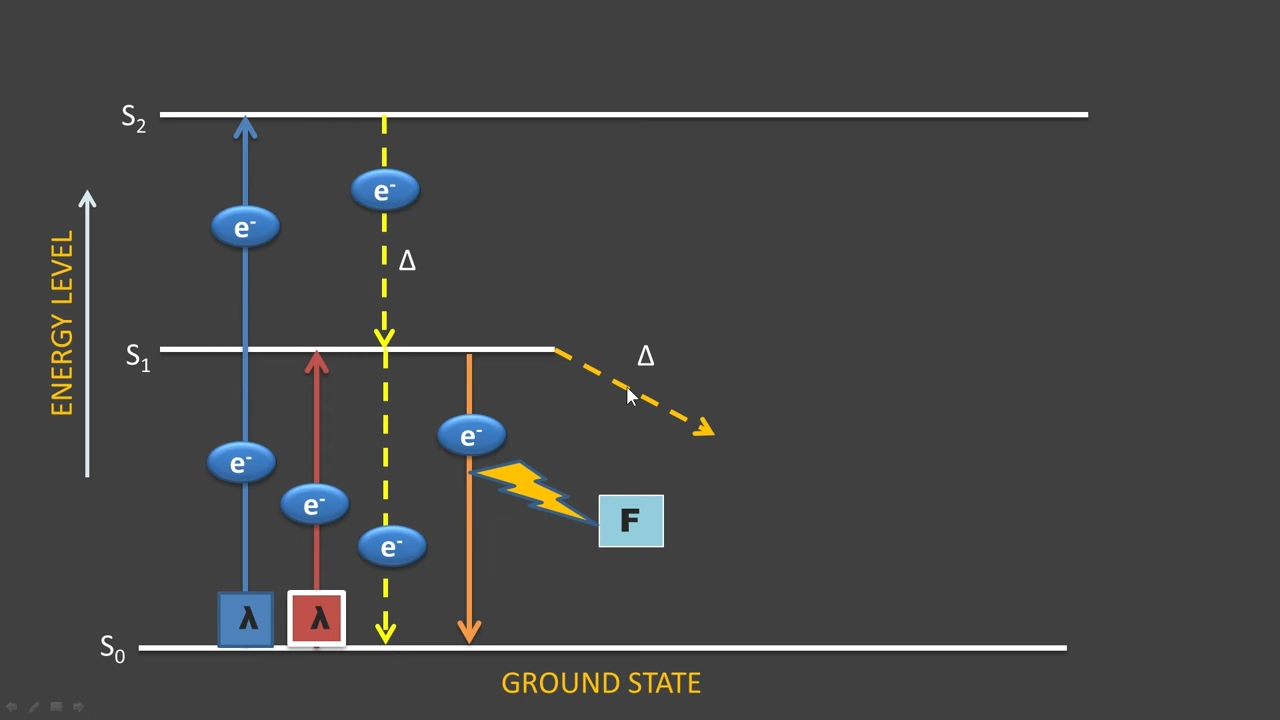 S2
e-
e-
Δ
ENERGY LEVEL
S1
Δ
e-
e-
e-
F
e-
λ
λ
S0
GROUND STATE